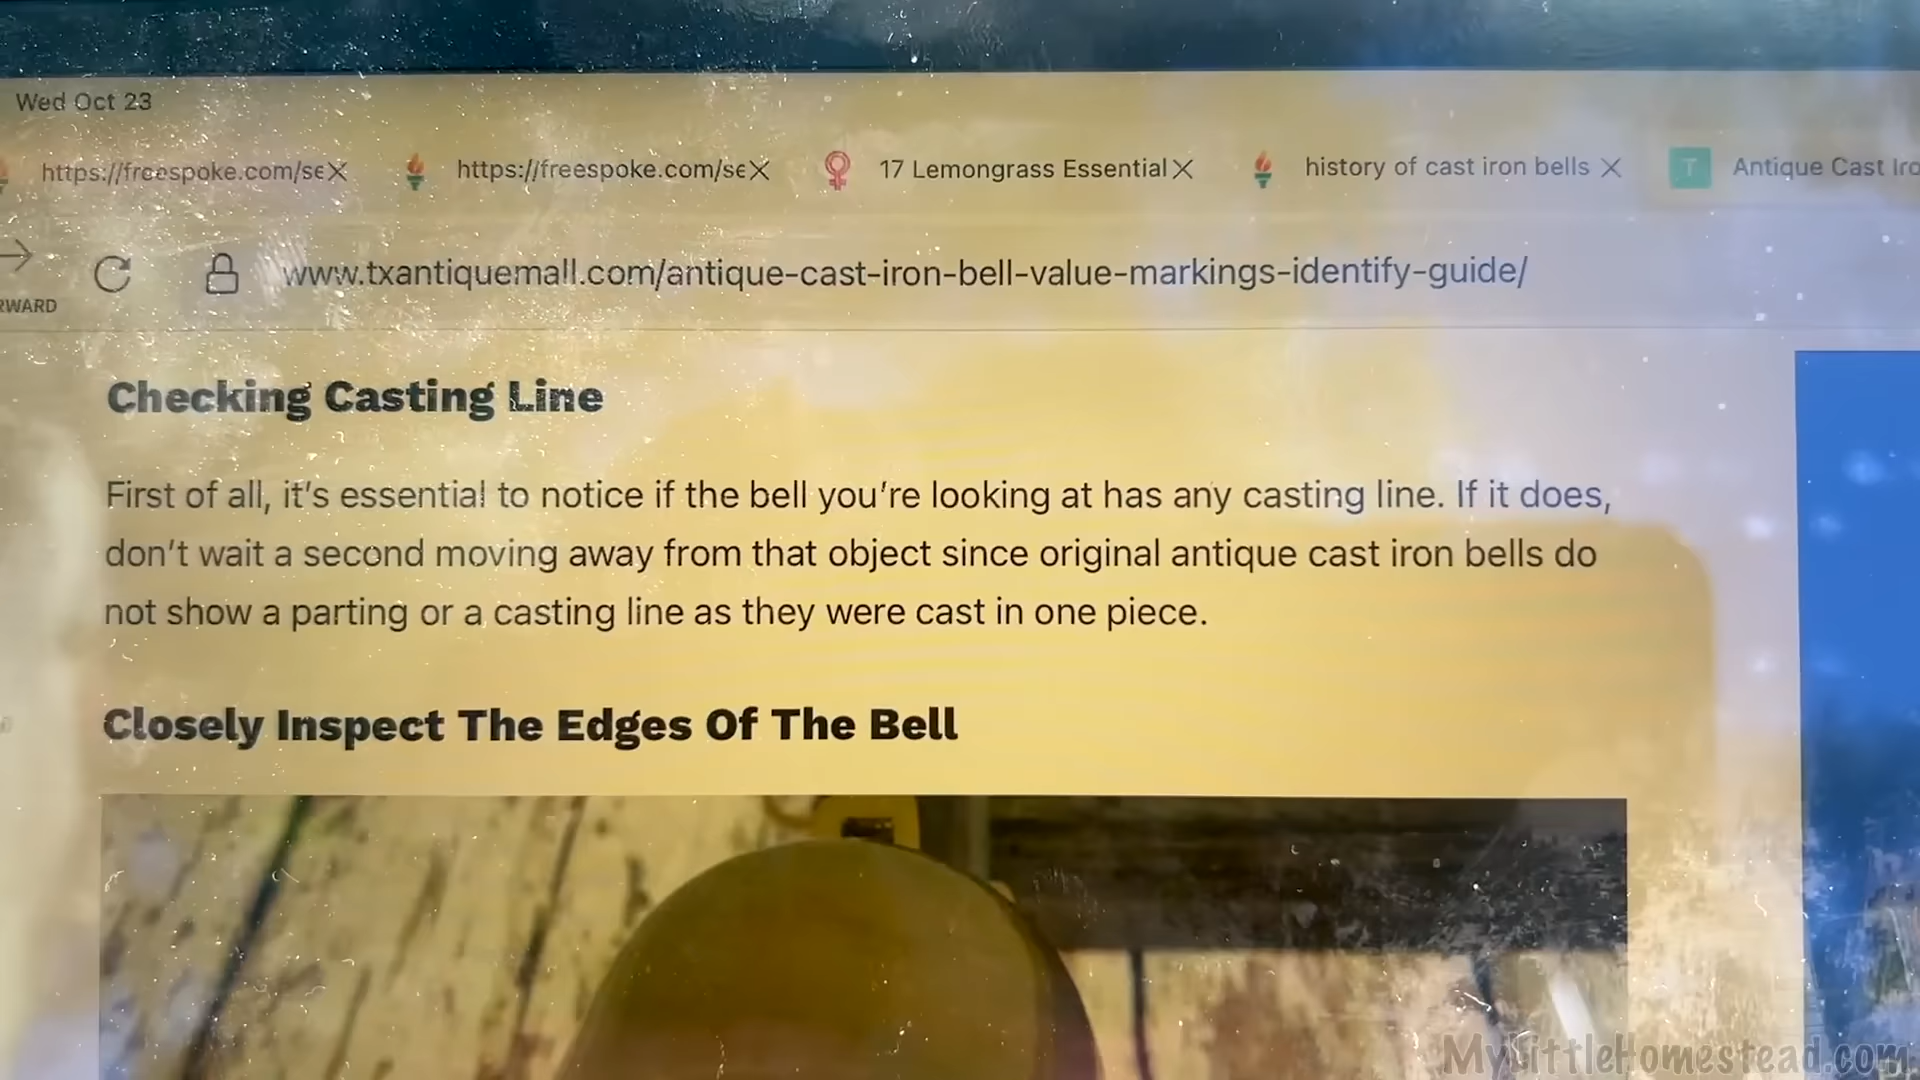 Wed Oct 23
https://freespoke.com/se
https://freespoke.com/se
17 Lemongrass Essential
history of cast iron bells
T
Antique Cast Iro
RWARD
www.txantiquemall.com/antique-cast-iron-bell-value-markings-identify-guide/
Checking Casting Line
First of all, it's essential to notice if the bell you're looking at has any casting line. If it does,
don't wait a second moving away from that object since original antique cast iron bells do
not show a parting or a casting line as they were cast in one piece.
Closely Inspect The Edges Of The Bell
MyLittleHomestead.com